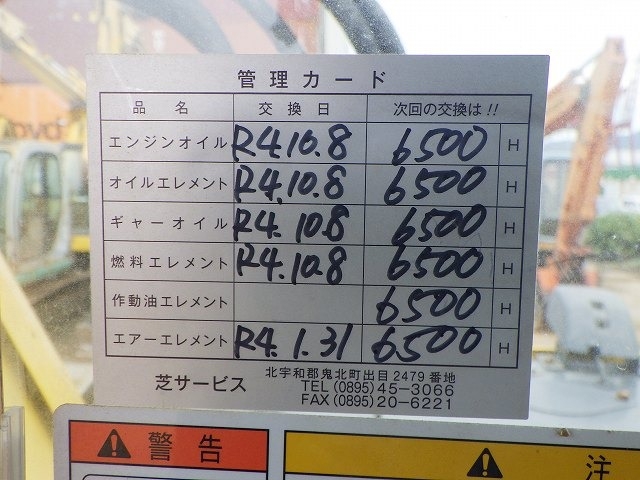 管理カード
品名 交換日 次回の交換は!!
エンジンオイル R4.10.8 6500 H
オイルエレメント R4.10.8 6500 H
ギャーオイル R4.10.8 6500 H
燃料エレメント R4.10.8 6500 H
作動油エレメント 6500 H
エアーエレメント R4.1.31 6500 H
芝サービス 北宇和郡鬼北町出目2479番地
TEL (0895) 45-3066
FAX (0895) 20-6221
警告 注